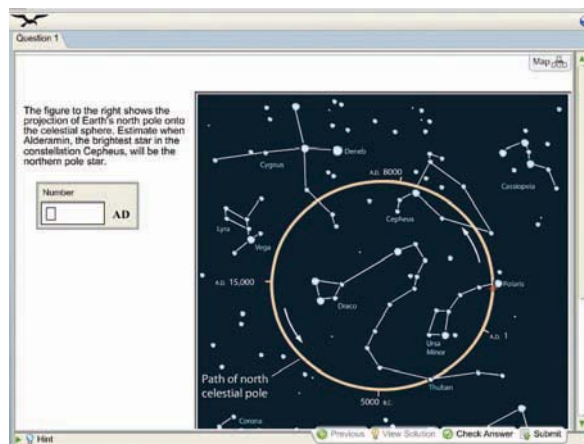 Question 1
Map
The figure to the right shows the
projection of Earth's north pole onto
the celestial sphere. Estimate when
Alderamin, the brightest star in the
constellation Cepheus, will be the
northern pole star.
Number
AD
Cygnus
Deneb
A.D. 8000
Cassiopeia
Cepheus
Lyra
Vega
A.D. 15,000
Draco
Polaris
A.D. 1
Ursa
Minor
Path of north
celestial pole
Thuban
5000 B.C.
Corona
Hint
Previous
View Solution
Check Answer
Submit